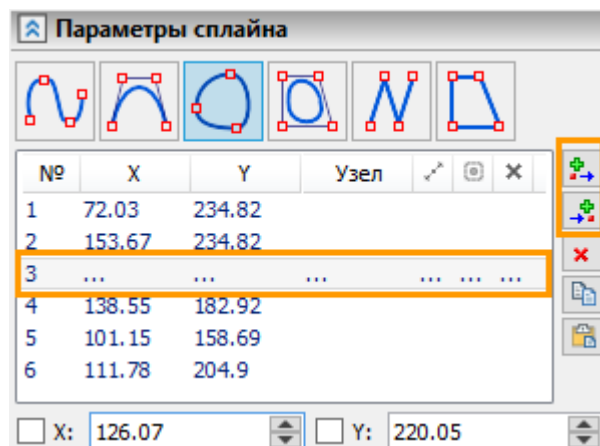 Параметры сплайна
№ X Y Узел
1 72.03 234.82
2 153.67 234.82
3 ... ... ... ... ... ...
4 138.55 182.92
5 101.15 158.69
6 111.78 204.9
X: 126.07 Y: 220.05